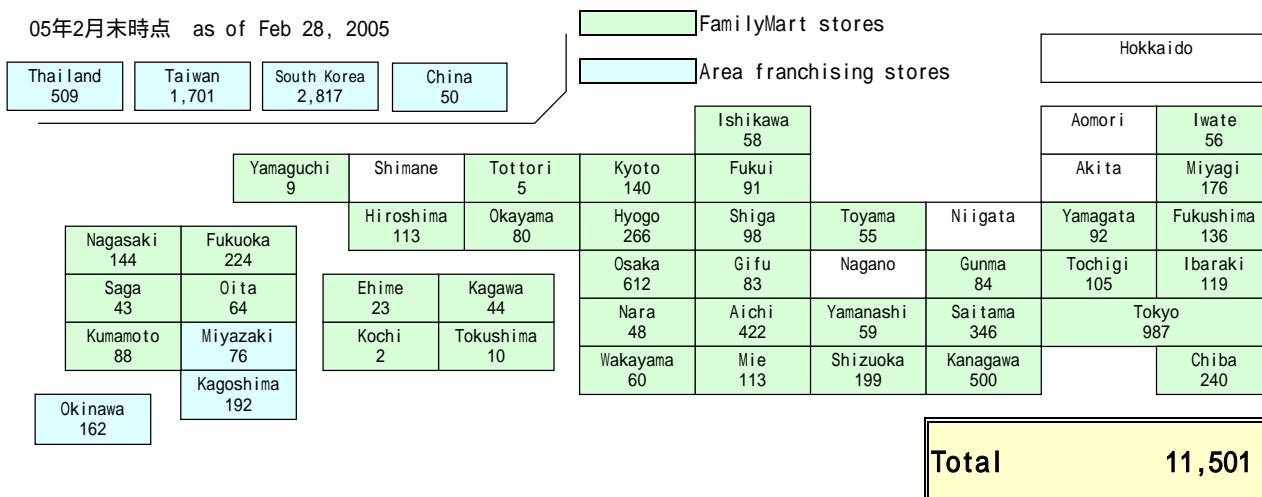 05年2月末時点 as of Feb 28, 2005
FamilyMart stores
Area franchising stores
Thailand
509
Taiwan
1,701
South Korea
2,817
China
50
Hokkaido
Ishikawa
58
Aomori
Iwate
56
Yamaguchi
9
Shimane
Tottori
5
Kyoto
140
Fukui
91
Akita
Miyagi
176
Hiroshima
113
Okayama
80
Hyogo
266
Shiga
98
Toyama
55
Niigata
Yamagata
92
Fukushima
136
Nagasaki
144
Fukuoka
224
Osaka
612
Gifu
83
Nagano
Gunma
84
Tochigi
105
Ibaraki
119
Saga
43
Oita
64
Ehime
23
Kagawa
44
Nara
48
Aichi
422
Yamanashi
59
Saitama
346
Tokyo
987
Kumamoto
88
Miyazaki
76
Kochi
2
Tokushima
10
Wakayama
60
Mie
113
Shizuoka
199
Kanagawa
500
Chiba
240
Kagoshima
192
Okinawa
162
Total 11,501